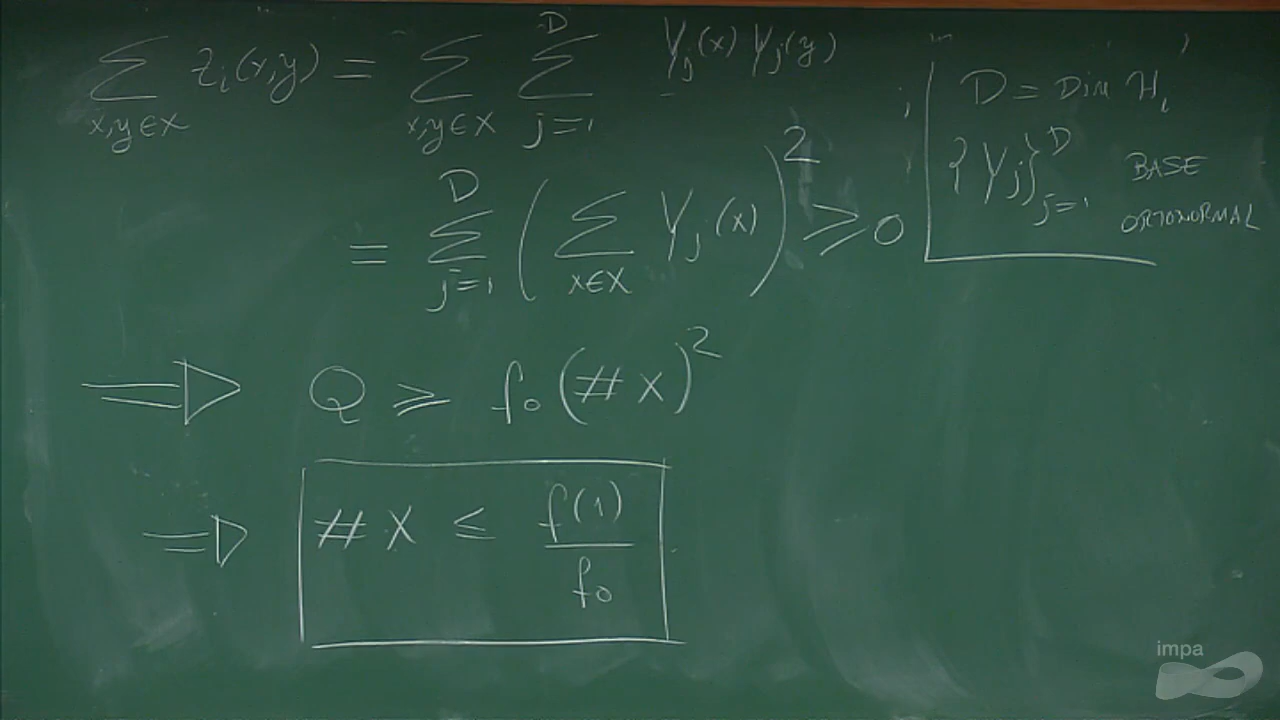 ∑_{x,y∈X} Z_i(x,y) = ∑_{x,y∈X} ∑_{j=1}^{D} Y_j(x) Y_j(y)
= ∑_{j=1}^{D} ( ∑_{x∈X} Y_j(x) )^2 ≥ 0
D = DIM H_i
{Y_j}_{j=1}^{D} BASE
ORTONORMAL
⟹ Q ≥ f_0 (# X)^2
⟹ # X ≤ f(1) / f_0
impa